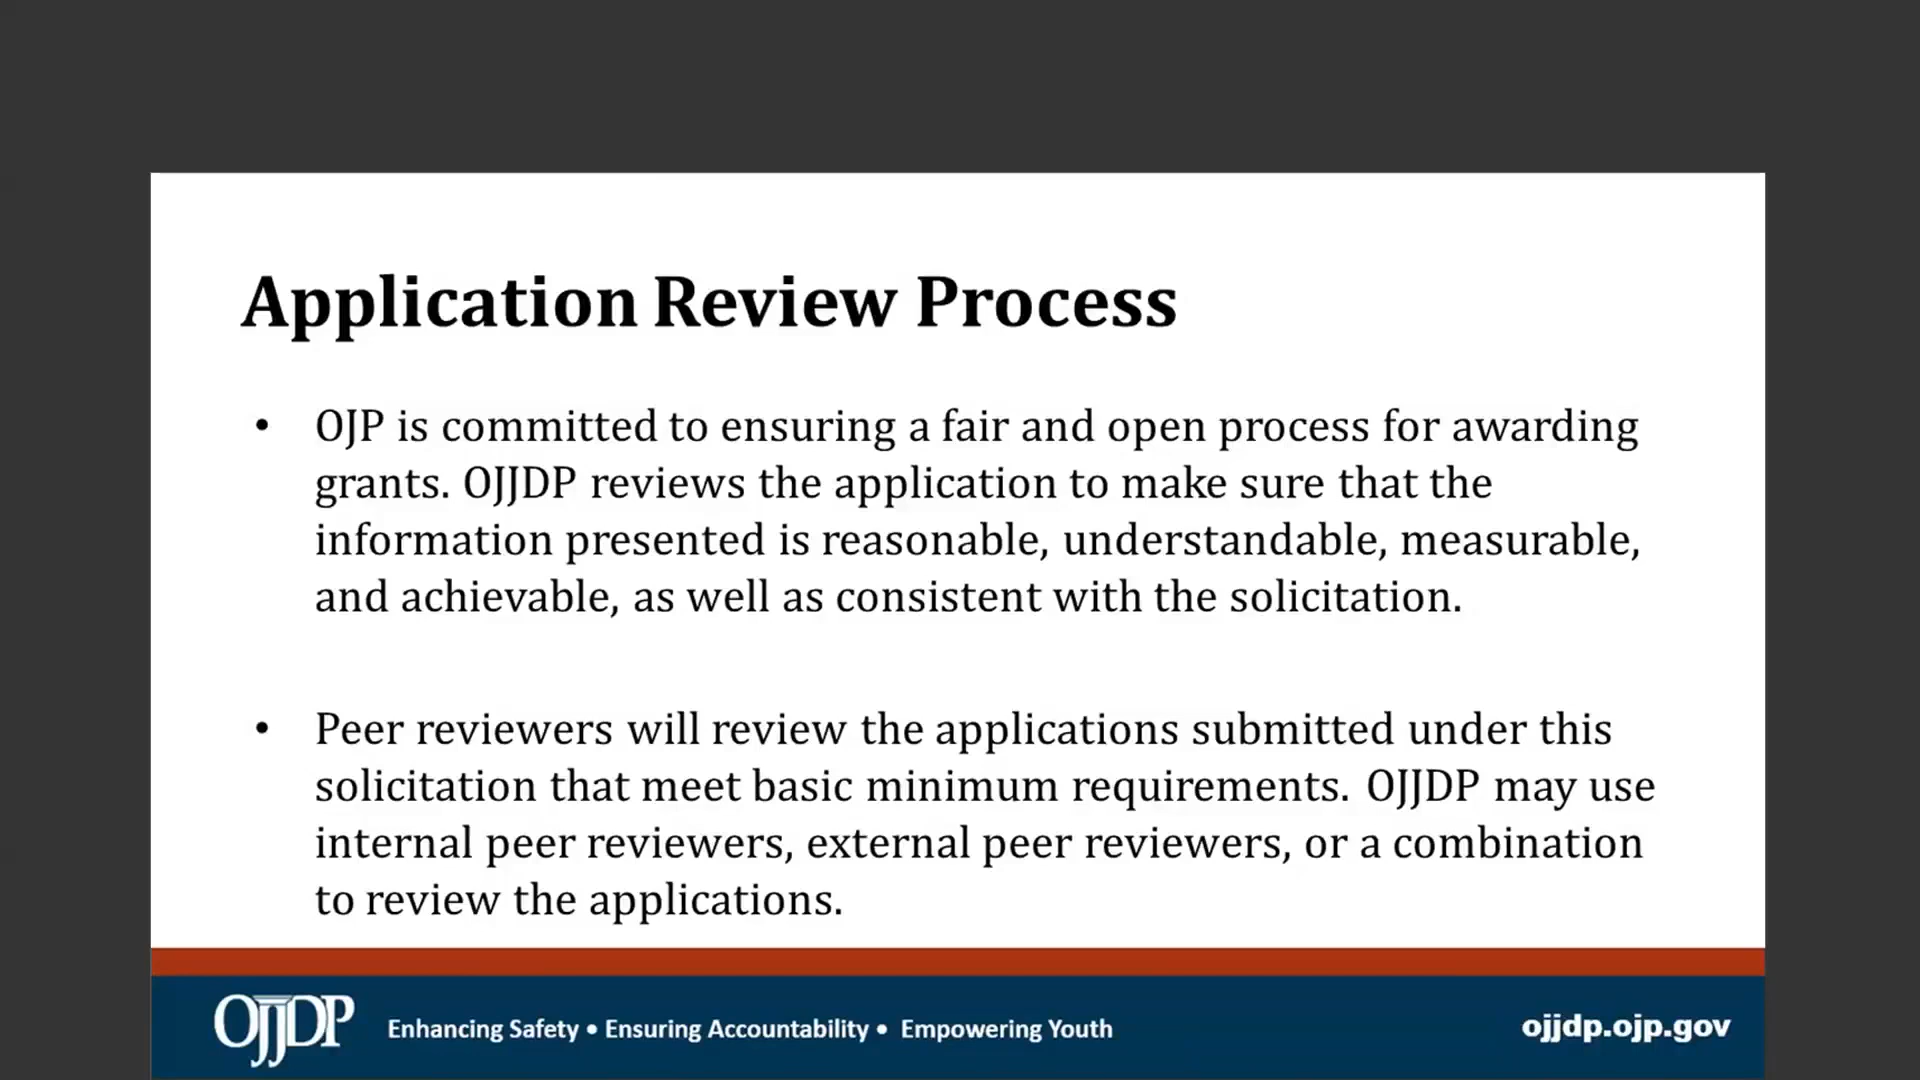 Application Review Process
• OJP is committed to ensuring a fair and open process for awarding
grants. OJJDP reviews the application to make sure that the
information presented is reasonable, understandable, measurable,
and achievable, as well as consistent with the solicitation.
• Peer reviewers will review the applications submitted under this
solicitation that meet basic minimum requirements. OJJDP may use
internal peer reviewers, external peer reviewers, or a combination
to review the applications.
OJJDP
Enhancing Safety • Ensuring Accountability • Empowering Youth
ojjdp.ojp.gov